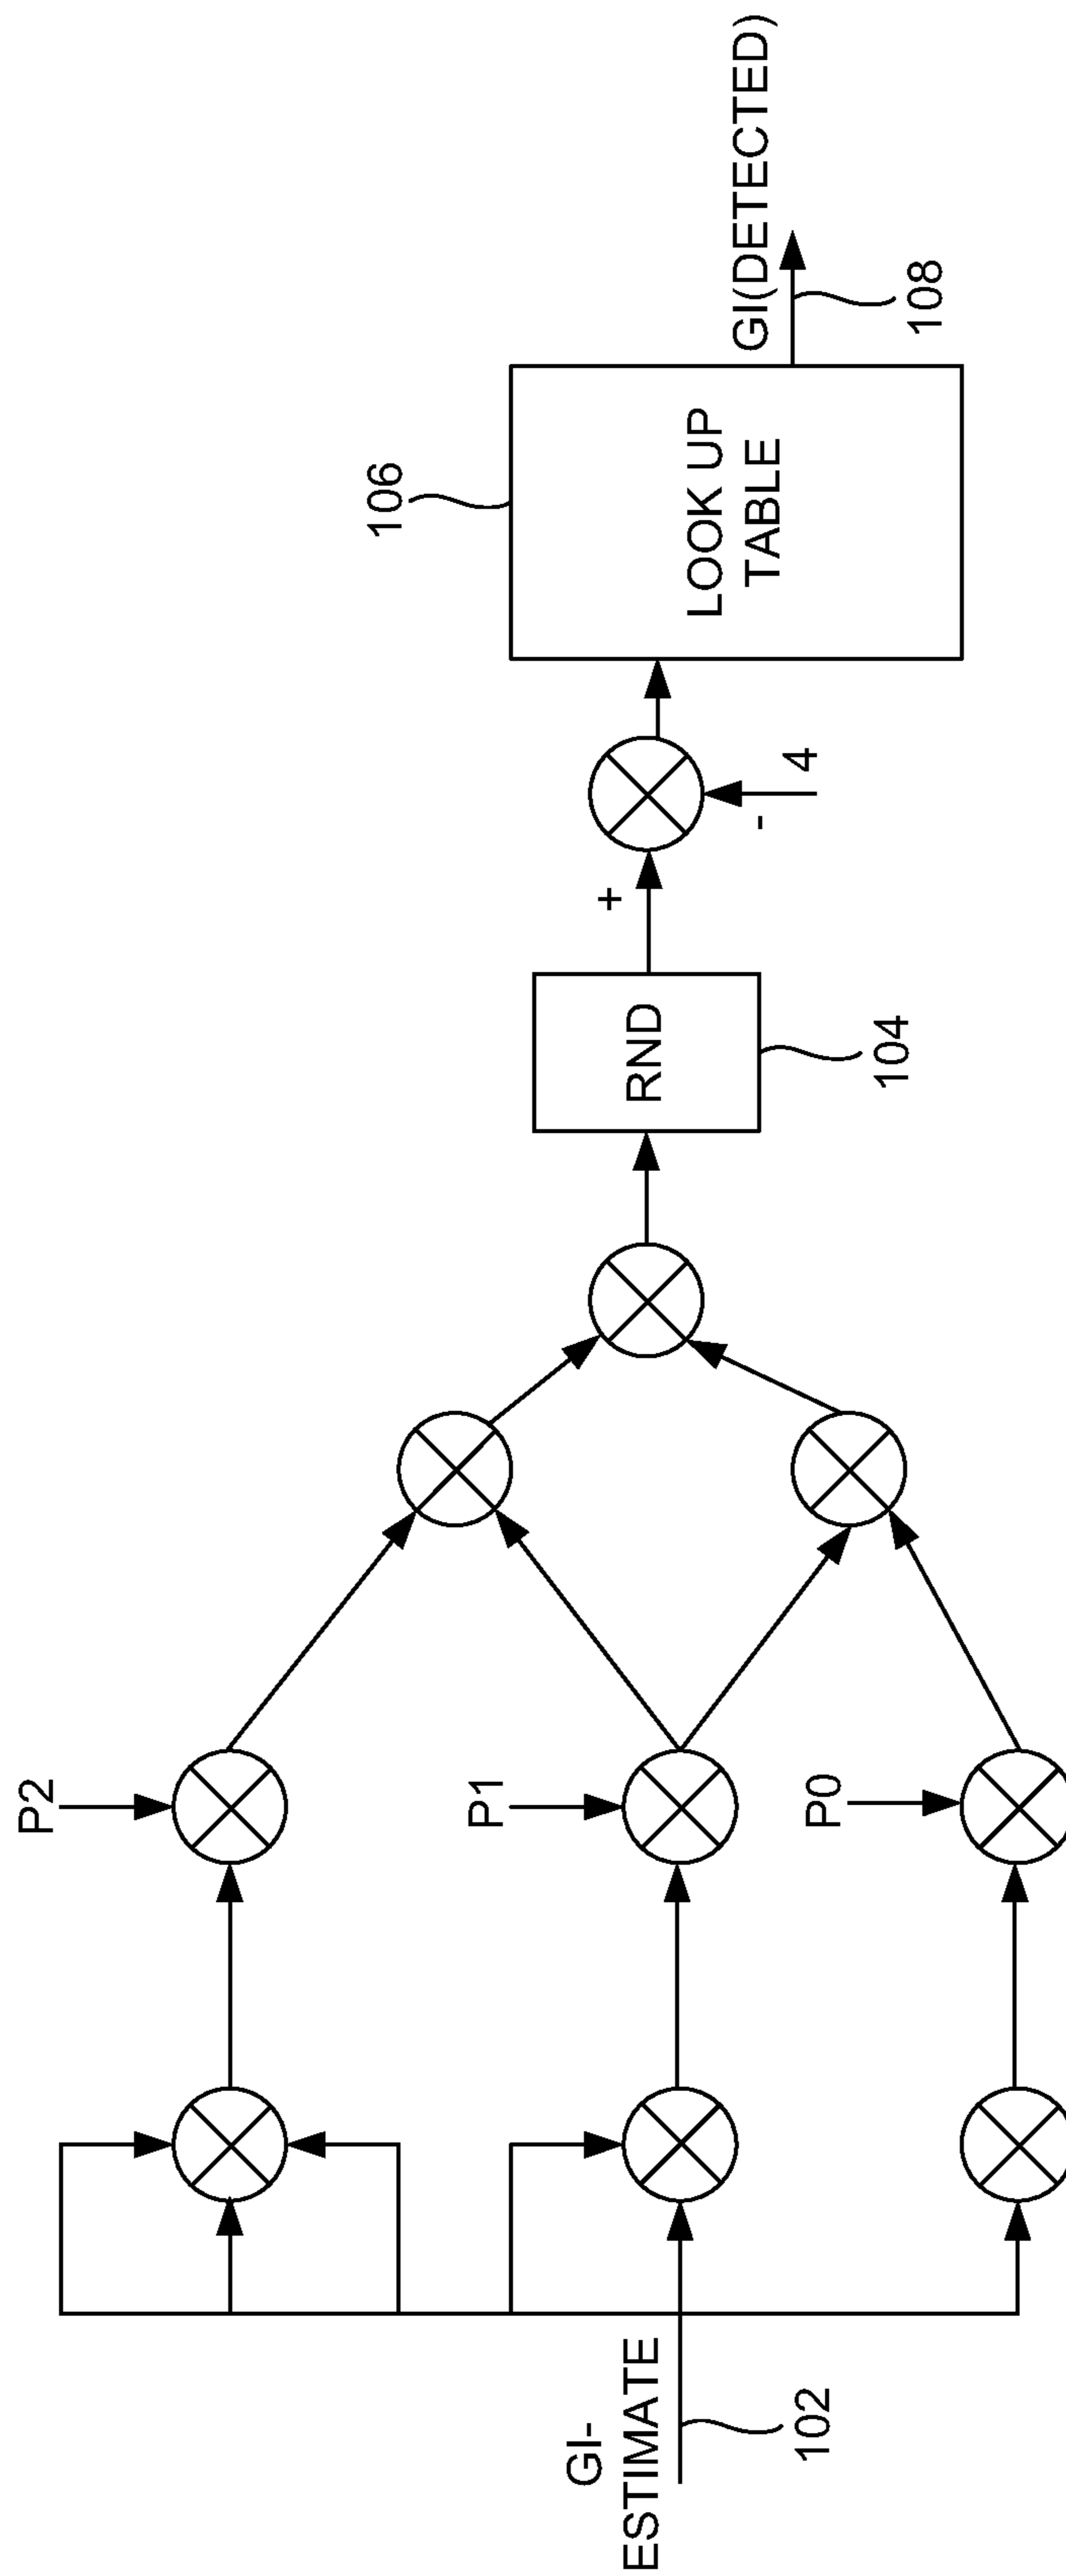 GI-
ESTIMATE
102
P2
P1
P0
RND
104
+
-
4
106
LOOK UP
TABLE
GI(DETECTED)
108